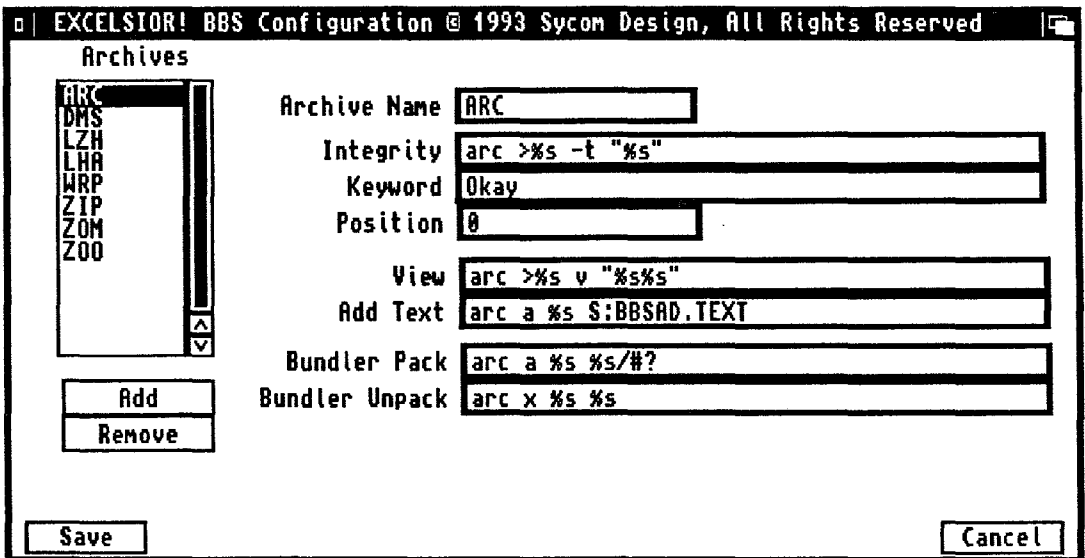 EXCELSIOR! BBS Configuration © 1993 Sycom Design, All Rights Reserved
Archives
ARC
DMS
LZH
LHA
WRP
ZIP
ZOM
ZOO
Add
Remove
Archive Name ARC
Integrity arc >%s -t "%s"
Keyword Okay
Position 0
View arc >%s v "%s%s"
Add Text arc a %s S:BBSAD.TEXT
Bundler Pack arc a %s %s/#?
Bundler Unpack arc x %s %s
Save
Cancel